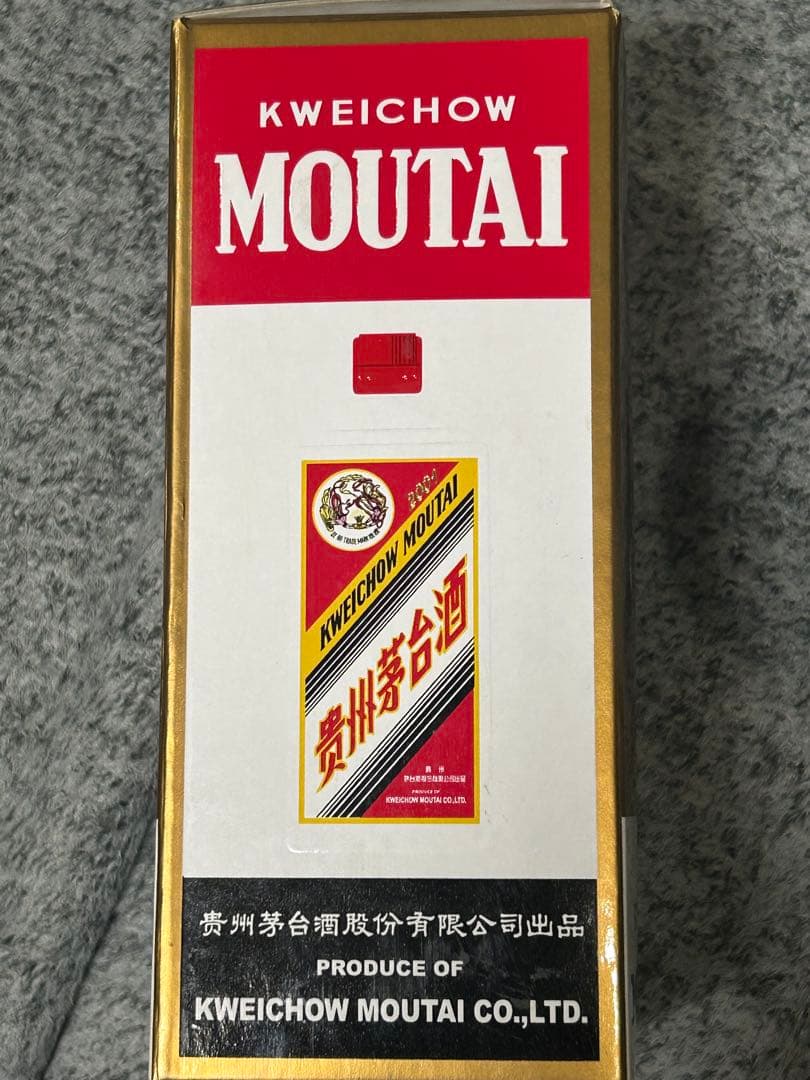 KWEICHOW
MOUTAI
KWEICHOW MOUTAI
贵州茅台酒
PRODUCE OF
KWEICHOW MOUTAI CO.,LTD.
贵州茅台酒股份有限公司出品
PRODUCE OF
KWEICHOW MOUTAI CO.,LTD.